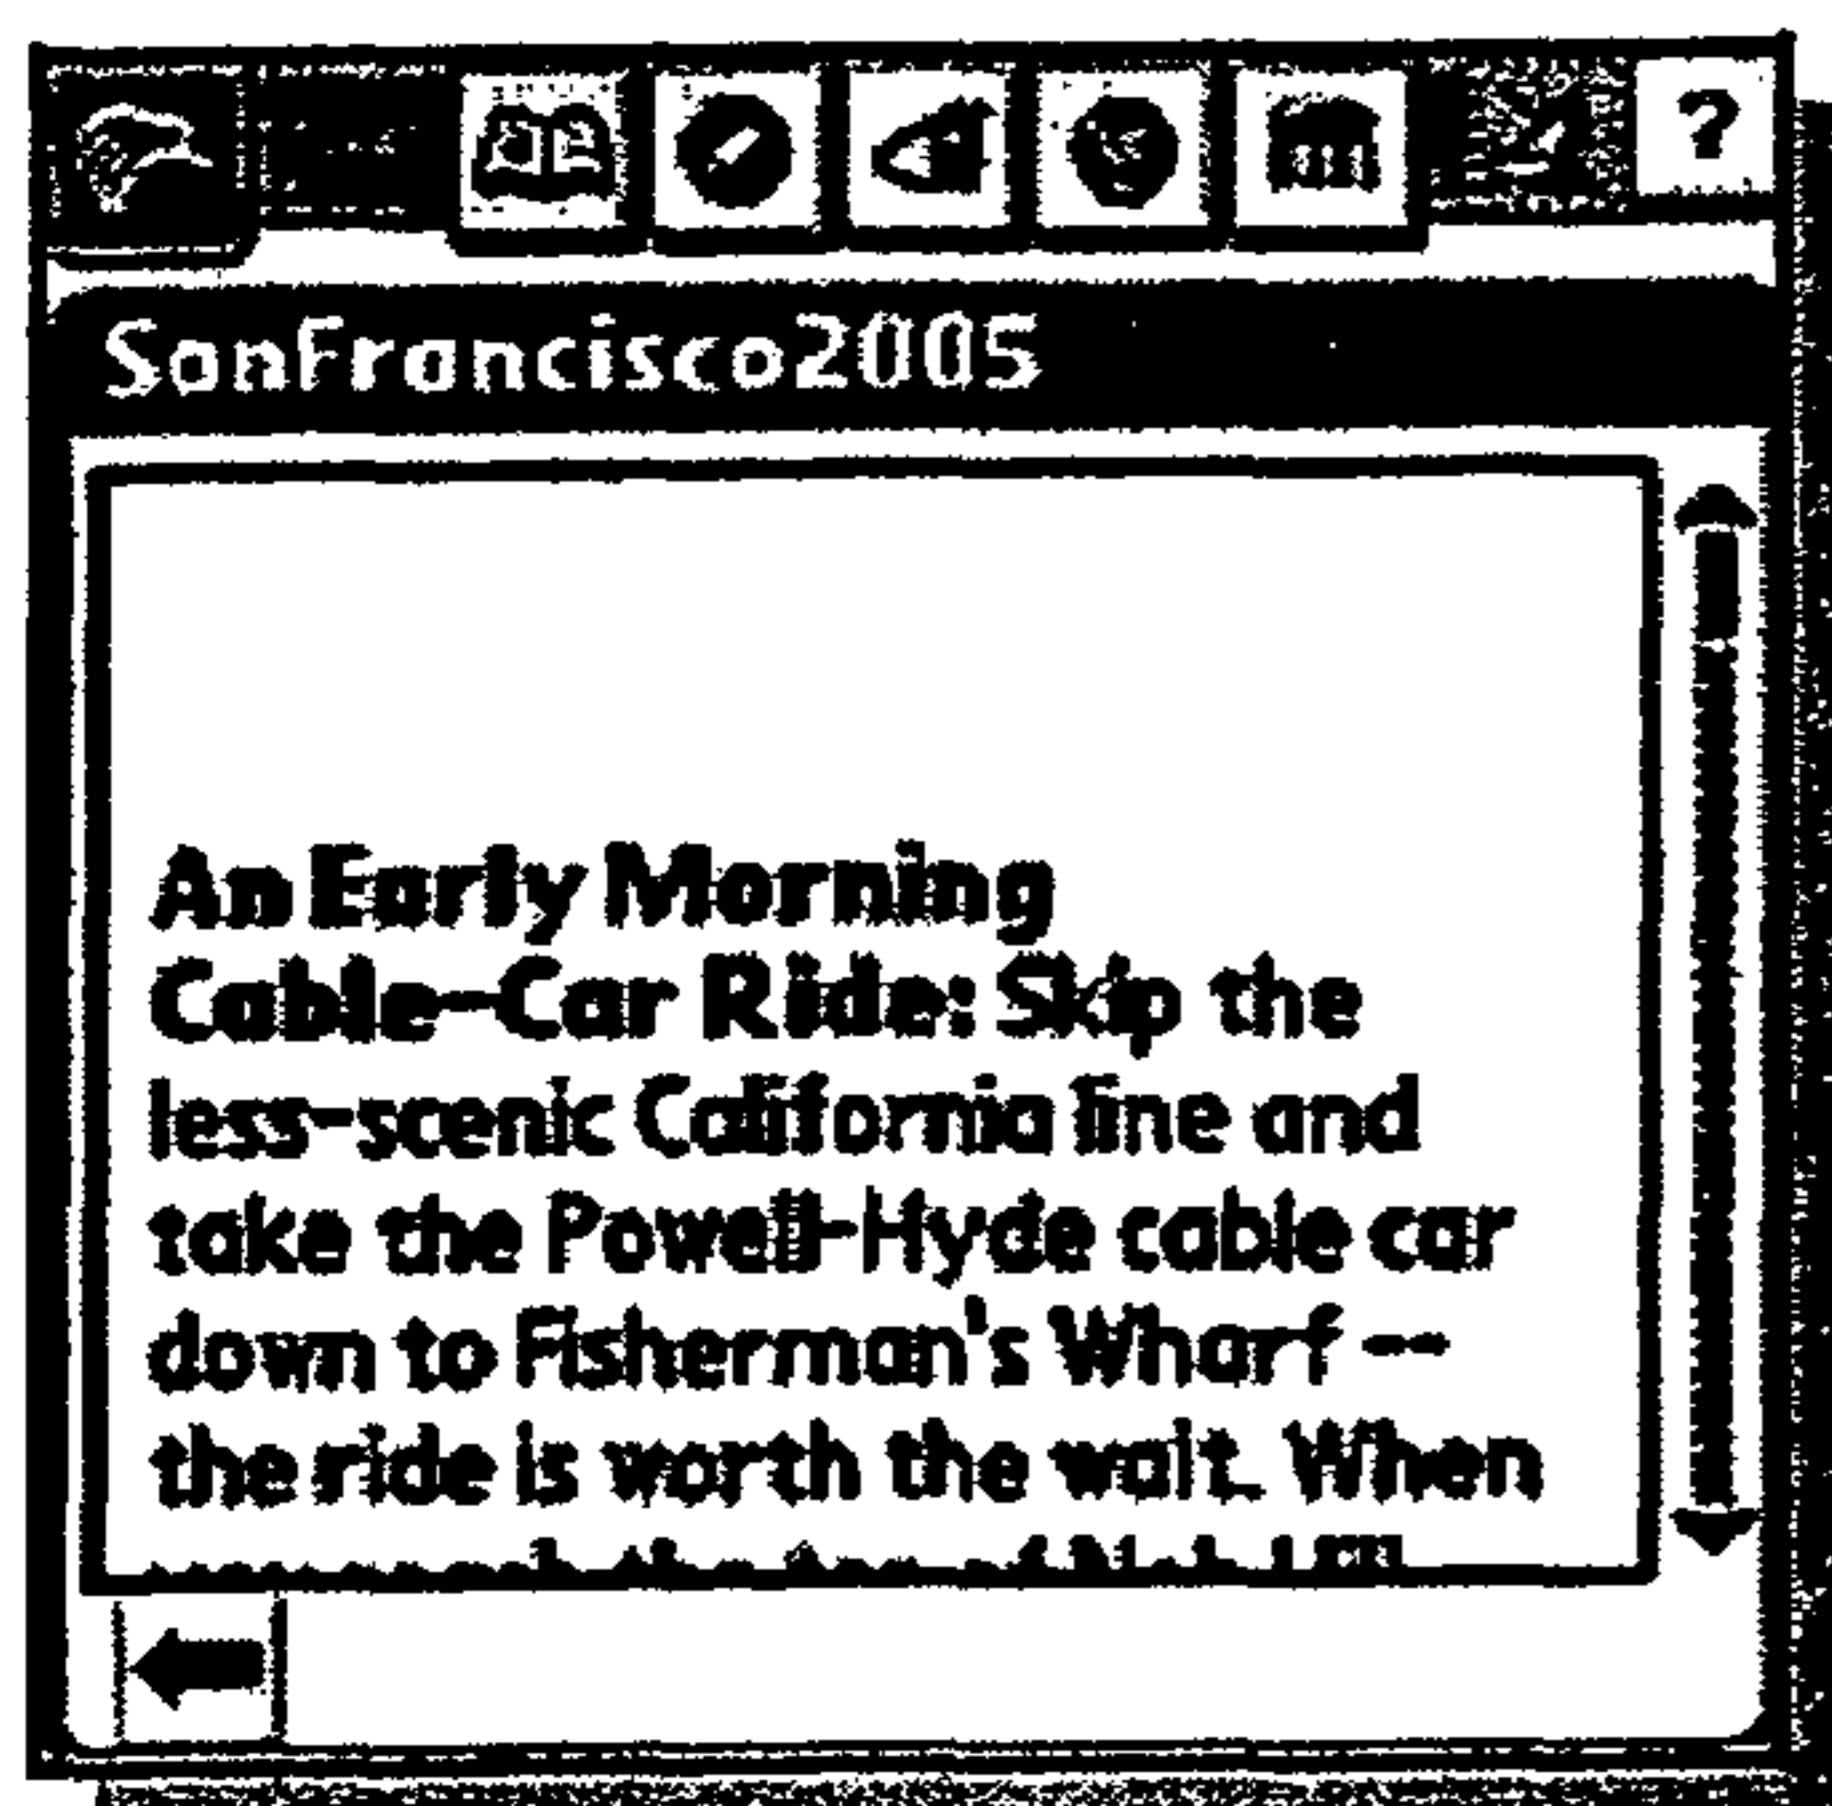 ?
SanFrancisco2005
An Early Morning
Cable-Car Ride: Skip the
less-scenic California line and
take the Powell-Hyde cable car
down to Fisherman's Wharf --
the ride is worth the wait. When